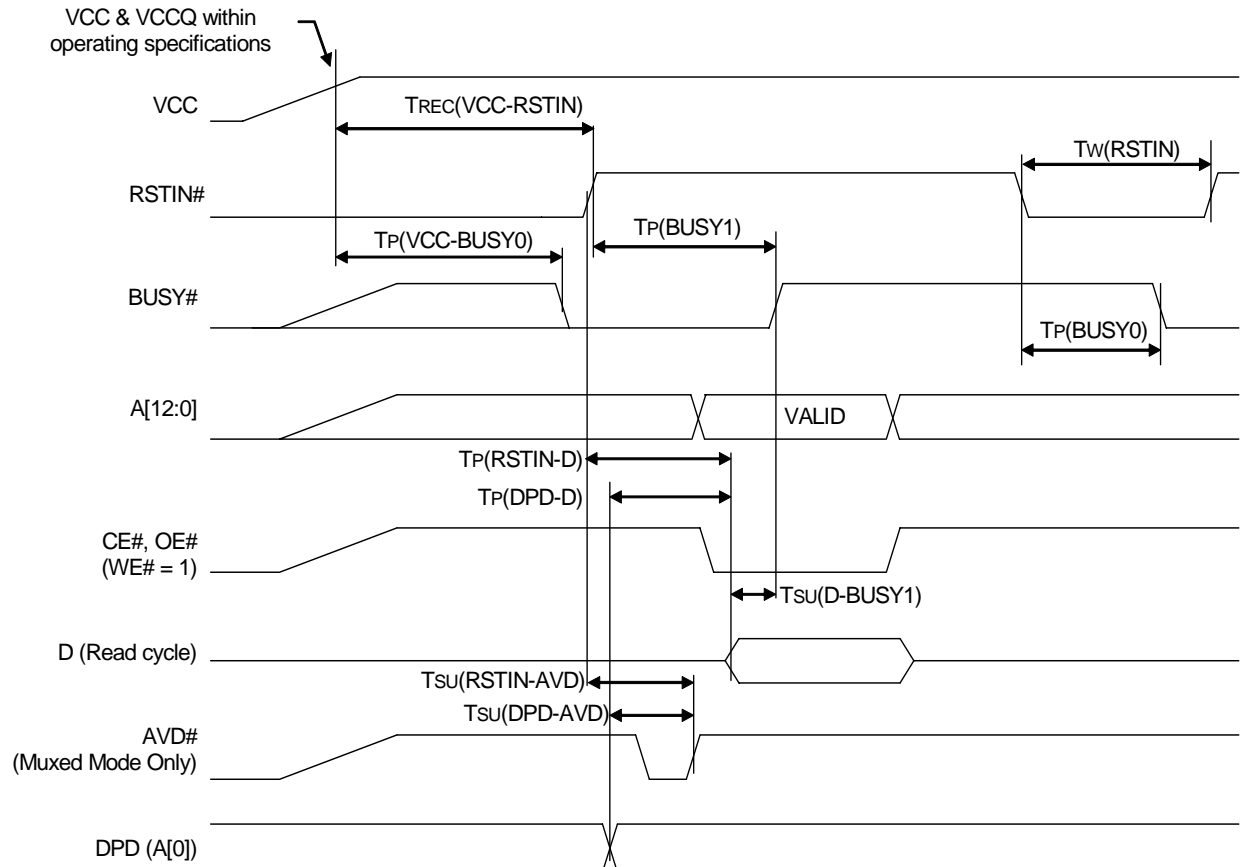 VCC & VCCQ within
operating specifications
VCC
TREC(VCC-RSTIN)
TW(RSTIN)
RSTIN#
TP(VCC-BUSY0)
TP(BUSY1)
BUSY#
TP(BUSY0)
A[12:0]
VALID
TP(RSTIN-D)
TP(DPD-D)
CE#, OE#
(WE# = 1)
TSU(D-BUSY1)
D (Read cycle)
TSU(RSTIN-AVD)
TSU(DPD-AVD)
AVD#
(Muxed Mode Only)
DPD (A[0])